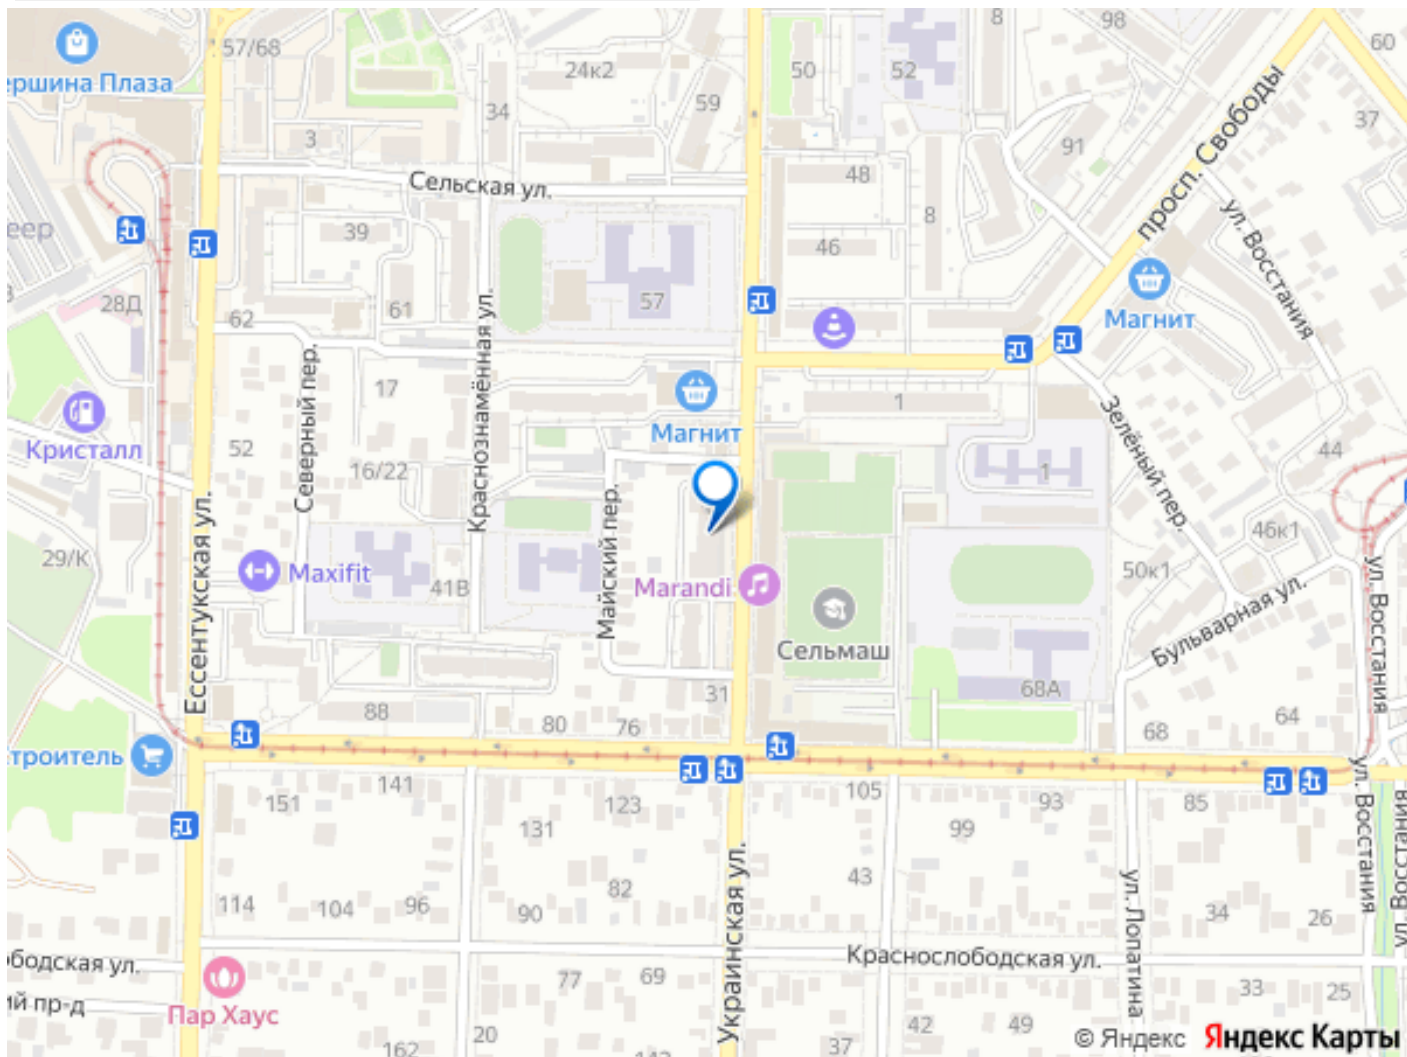 57/68
24к2
50
52
8
98
60
ершина Плаза
34
59
37
3
91
просп. Свободы
Сельская ул.
48
8
ул. Восстания
еер
39
46
28Д
61
57
62
Магнит
Северный пер.
Краснознамённая ул.
17
Магнит
1
Зелёный пер.
Кристалл
52
16/22
44
1
Ессентукская ул.
Майский пер.
46к1
29/К
Maxifit
41В
Marandi
50к1
ул. Восстания
Бульварная ул.
Сельмаш
31
68А
88
80
76
68
64
троитель
151
141
123
105
93
85
ул. Восстания
131
99
ул. Восстания
82
43
114
104
96
90
Украинская ул.
ул. Лопатина
34
26
бодская ул.
Краснослободская ул.
77
69
33
25
ий пр-д
Пар Хаус
20
42
49
162
37
© Яндекс Яндекс Карты